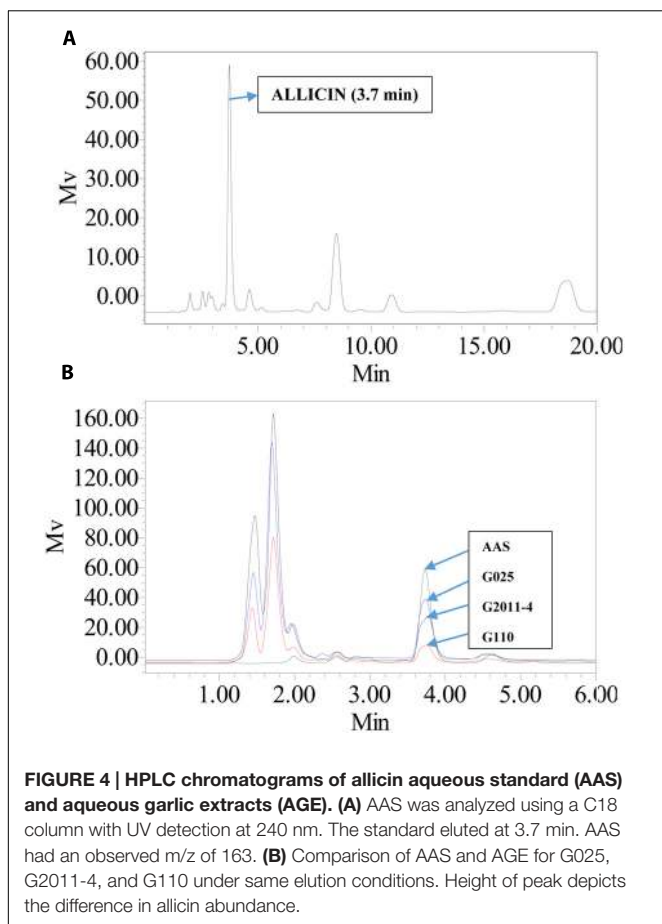 A
60.00
50.00
40.00
30.00
20.00
10.00
0.00
Mv
ALLICIN (3.7 min)
5.00 10.00 15.00 20.00
Min
B
160.00
140.00
120.00
100.00
80.00
60.00
40.00
20.00
0.00
Mv
AAS
G025
G2011-4
G110
1.00 2.00 3.00 4.00 5.00 6.00
Min
FIGURE 4 | HPLC chromatograms of allicin aqueous standard (AAS)
and aqueous garlic extracts (AGE). (A) AAS was analyzed using a C18
column with UV detection at 240 nm. The standard eluted at 3.7 min. AAS
had an observed m/z of 163. (B) Comparison of AAS and AGE for G025,
G2011-4, and G110 under same elution conditions. Height of peak depicts
the difference in allicin abundance.